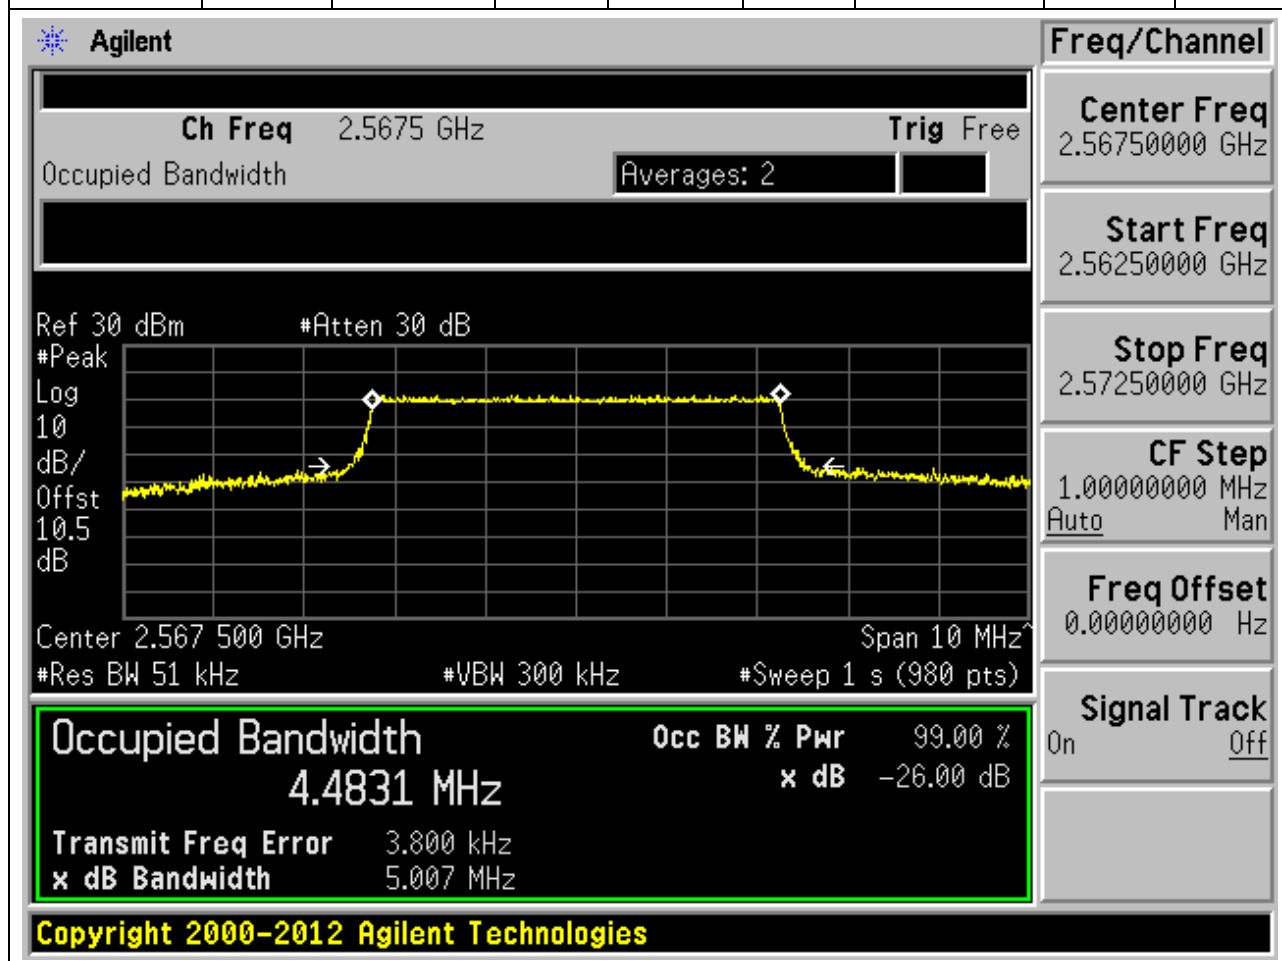 Agilent
Freq/Channel
Ch Freq 2.5675 GHz Trig Free
Occupied Bandwidth Averages: 2
Center Freq
2.56750000 GHz
Start Freq
2.56250000 GHz
Stop Freq
2.57250000 GHz
CF Step
1.00000000 MHz
Auto Man
Freq Offset
0.00000000 Hz
Signal Track
On Off
Ref 30 dBm #Atten 30 dB
#Peak
Log
10
dB/
Offst
10.5
dB
Center 2.567 500 GHz Span 10 MHz^
#Res BW 51 kHz #VBW 300 kHz #Sweep 1 s (980 pts)
Occupied Bandwidth Occ BW % Pwr 99.00 %
4.4831 MHz x dB -26.00 dB
Transmit Freq Error 3.800 kHz
x dB Bandwidth 5.007 MHz
Copyright 2000-2012 Agilent Technologies